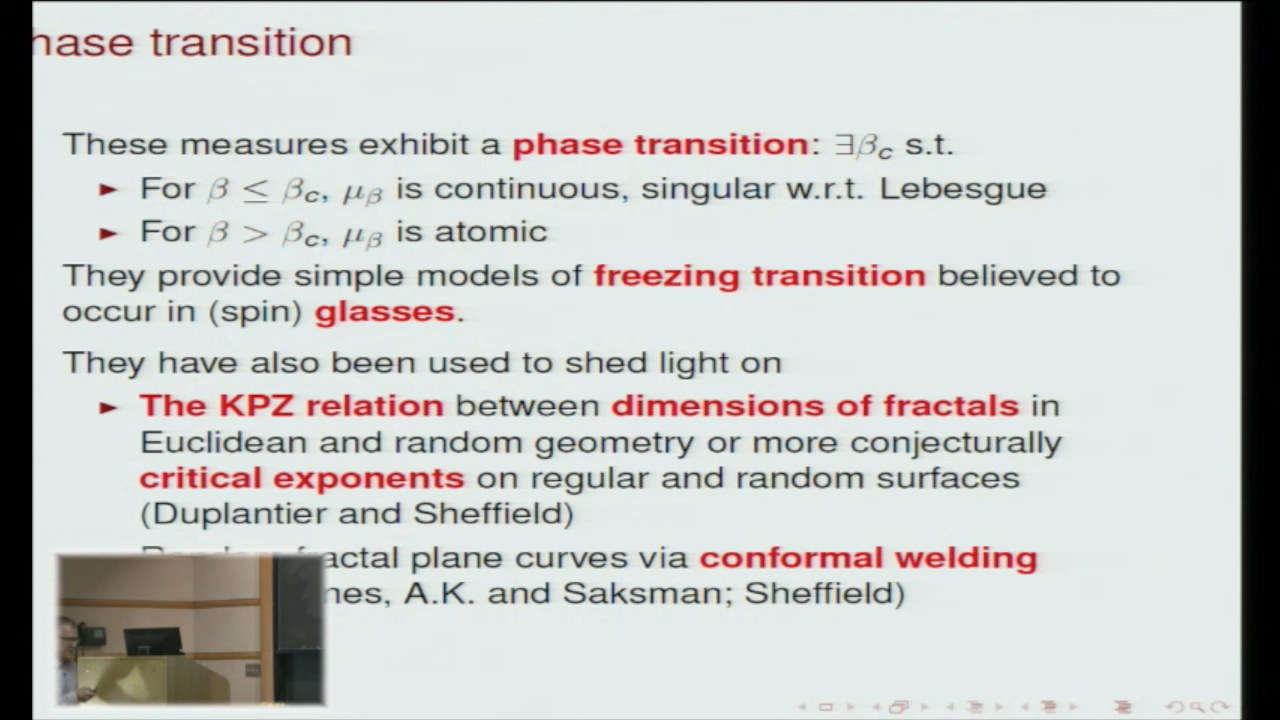 hase transition
These measures exhibit a phase transition: ∃β_c s.t.
► For β ≤ β_c, μ_β is continuous, singular w.r.t. Lebesgue
► For β > β_c, μ_β is atomic
They provide simple models of freezing transition believed to
occur in (spin) glasses.
They have also been used to shed light on
► The KPZ relation between dimensions of fractals in
Euclidean and random geometry or more conjecturally
critical exponents on regular and random surfaces
(Duplantier and Sheffield)
actal plane curves via conformal welding
nes, A.K. and Saksman; Sheffield)